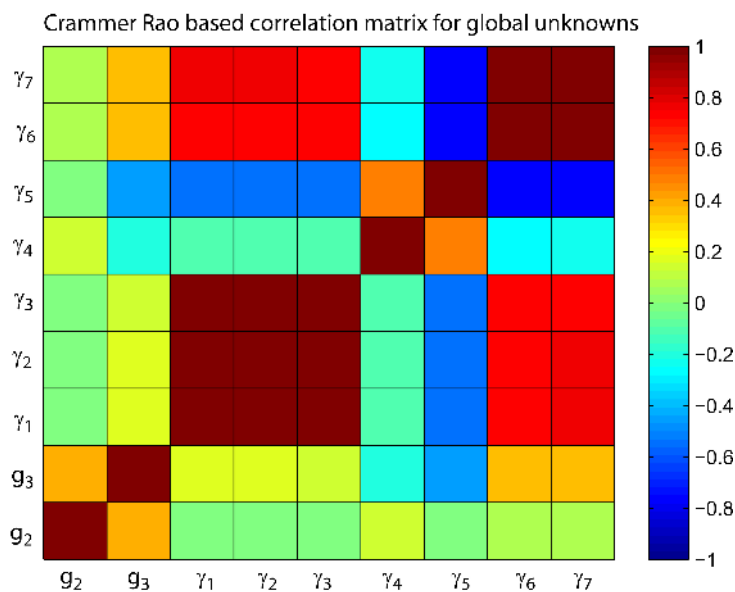 Crammer Rao based correlation matrix for global unknowns
γ7
γ6
γ5
γ4
γ3
γ2
γ1
g3
g2
g2 g3 γ1 γ2 γ3 γ4 γ5 γ6 γ7
1
0.8
0.6
0.4
0.2
0
−0.2
−0.4
−0.6
−0.8
−1